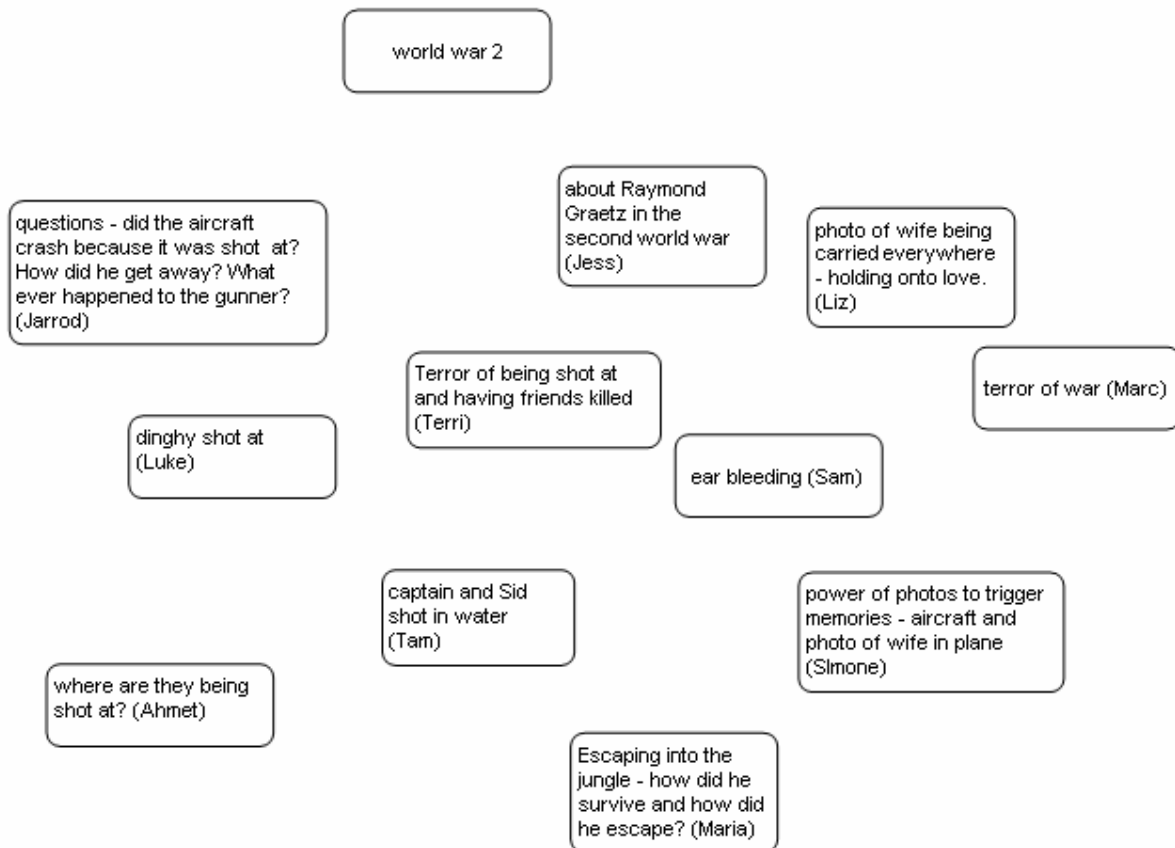 world war 2
about Raymond
Graetz in the
second world war
(Jess)
questions - did the aircraft
crash because it was shot at?
How did he get away? What
ever happened to the gunner?
(Jarrod)
photo of wife being
carried everywhere
- holding onto love.
(Liz)
Terror of being shot at
and having friends killed
(Terri)
terror of war (Marc)
dinghy shot at
(Luke)
ear bleeding (Sam)
captain and Sid
shot in water
(Tam)
power of photos to trigger
memories - aircraft and
photo of wife in plane
(SImone)
where are they being
shot at? (Ahmet)
Escaping into the
jungle - how did he
survive and how did
he escape? (Maria)